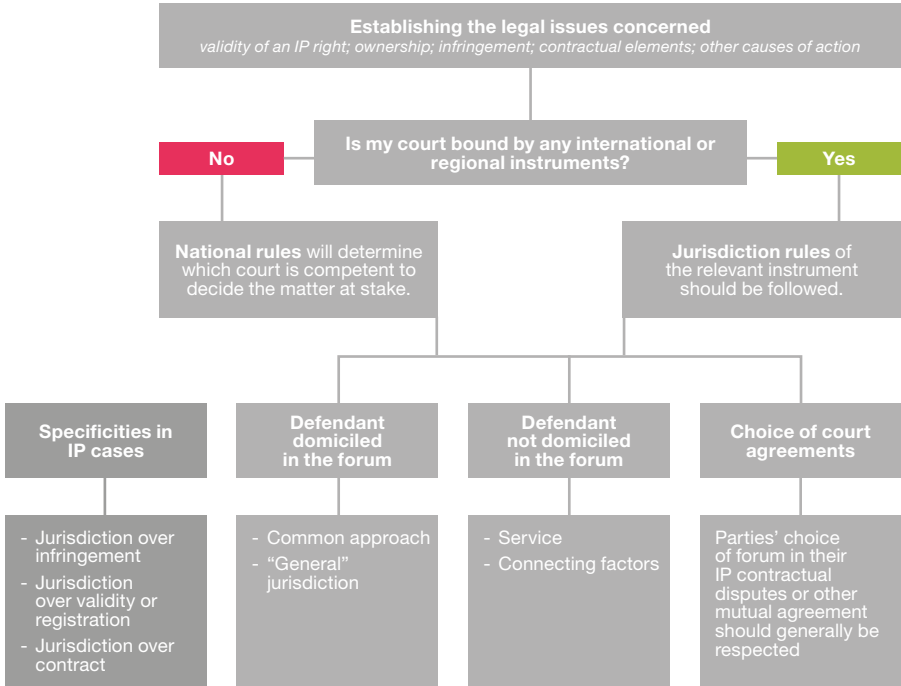 Establishing the legal issues concerned
validity of an IP right; ownership; infringement; contractual elements; other causes of action
Is my court bound by any international or
regional instruments?
No
Yes
National rules will determine
which court is competent to
decide the matter at stake.
Jurisdiction rules of
the relevant instrument
should be followed.
Specificities in
IP cases
Defendant
domiciled
in the forum
Defendant
not domiciled
in the forum
Choice of court
agreements
- Jurisdiction over
infringement
- Jurisdiction
over validity or
registration
- Jurisdiction over
contract
- Common approach
- “General”
jurisdiction
- Service
- Connecting factors
Parties’ choice
of forum in their
IP contractual
disputes or other
mutual agreement
should generally be
respected